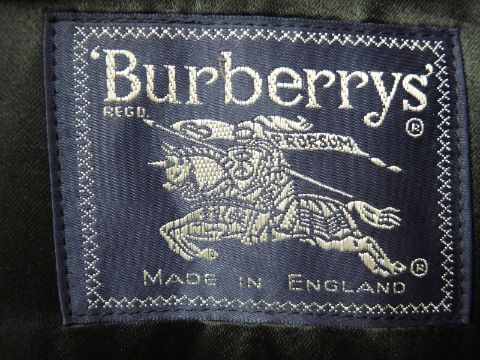 'Burberrys'
REGD.
®
PRORSUM
®
MADE IN ENGLAND